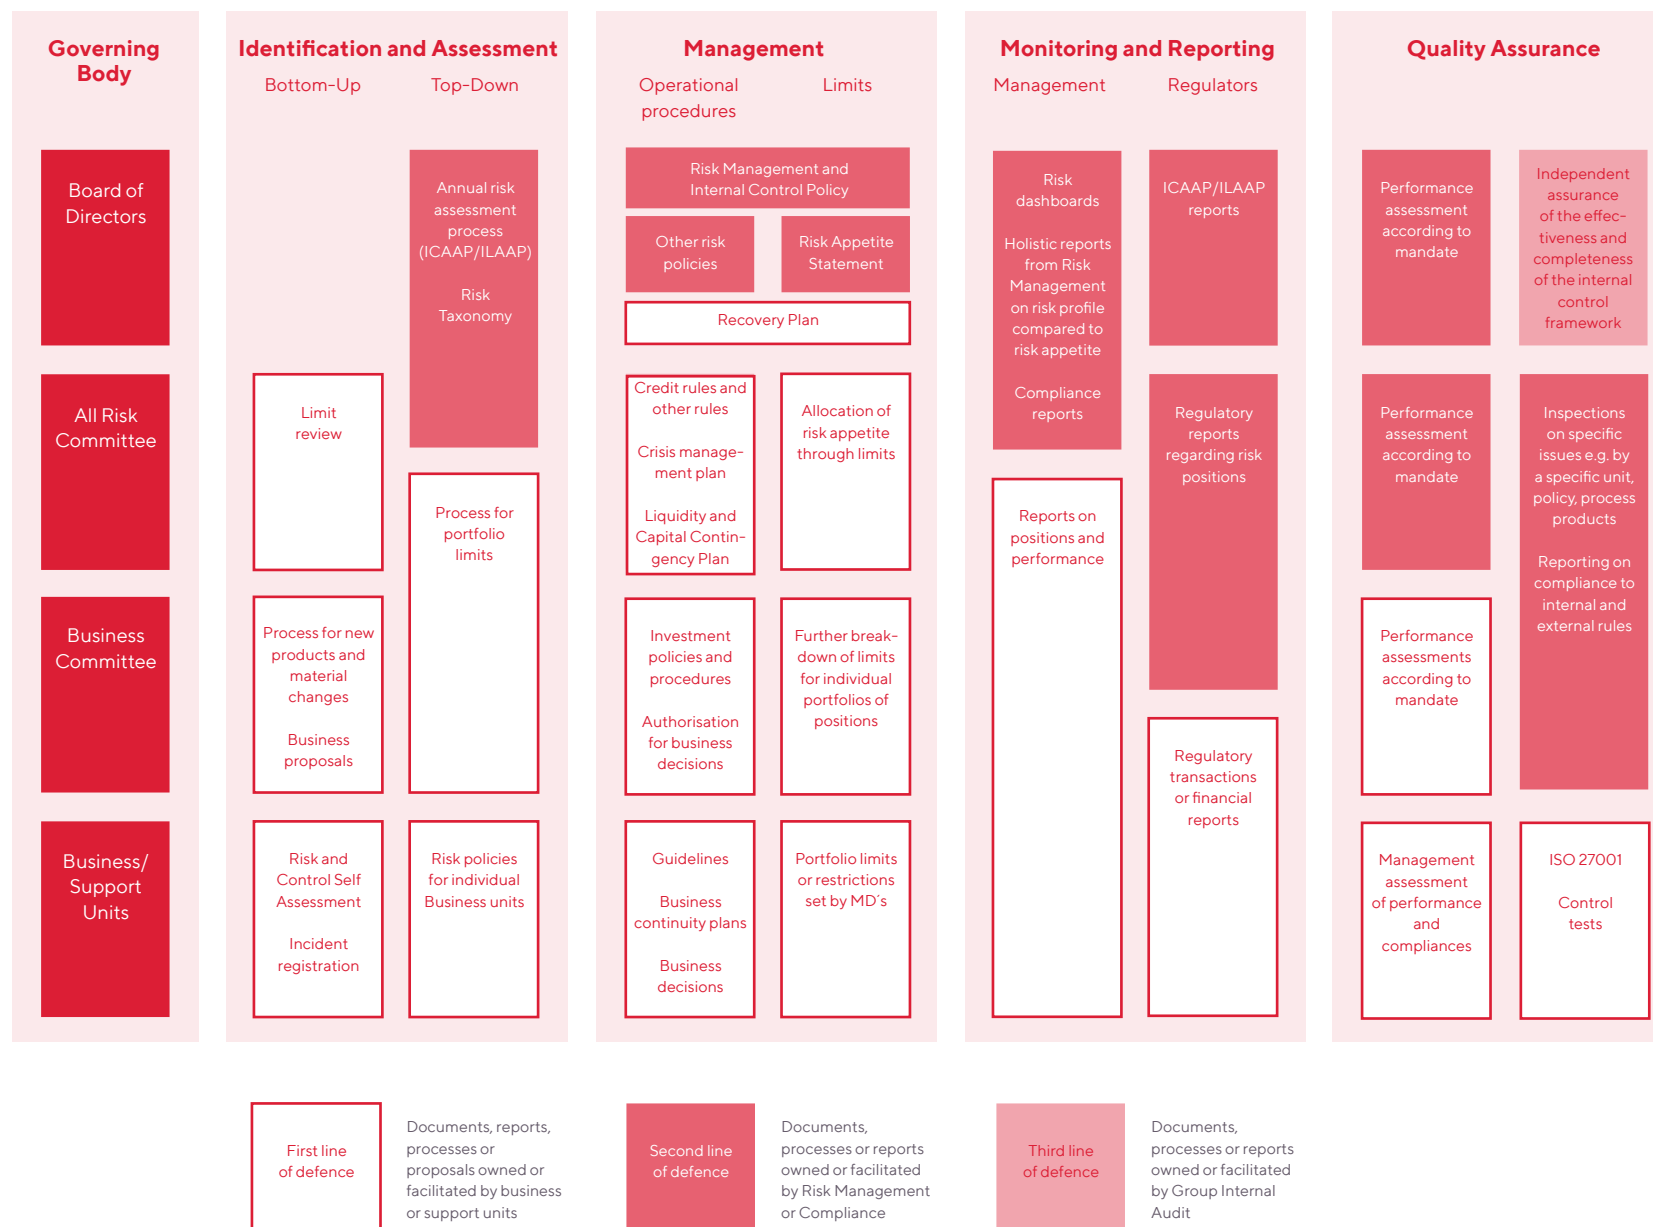 Governing
Body
Identification and Assessment
Bottom-Up
Top-Down
Management
Operational
procedures
Limits
Monitoring and Reporting
Management
Regulators
Quality Assurance
Board of
Directors
Annual risk
assessment
process
(ICAAP/ILAAP)
Risk
Taxonomy
Risk Management and
Internal Control Policy
Other risk
policies
Risk Appetite
Statement
Recovery Plan
Risk
dashboards
Holistic reports
from Risk
Management
on risk profile
compared to
risk appetite
Compliance
reports
ICAAP/ILAAP
reports
Performance
assessment
according to
mandate
Independent
assurance
of the effec-
tiveness and
completeness
of the internal
control
framework
All Risk
Committee
Limit
review
Process for
portfolio
limits
Credit rules and
other rules
Crisis manage-
ment plan
Liquidity and
Capital Contin-
gency Plan
Allocation of
risk appetite
through limits
Reports on
positions and
performance
Regulatory
reports
regarding risk
positions
Performance
assessment
according to
mandate
Inspections
on specific
issues e.g. by
a specific unit,
policy, process
products
Reporting on
compliance to
internal and
external rules
Business
Committee
Process for new
products and
material
changes
Business
proposals
Investment
policies and
procedures
Authorisation
for business
decisions
Further break-
down of limits
for individual
portfolios of
positions
Regulatory
transactions
or financial
reports
Performance
assessments
according to
mandate
Business/
Support
Units
Risk and
Control Self
Assessment
Incident
registration
Risk policies
for individual
Business units
Guidelines
Business
continuity plans
Business
decisions
Portfolio limits
or restrictions
set by MD´s
Management
assessment
of performance
and
compliances
ISO 27001
Control
tests
First line
of defence
Documents, reports,
processes or
proposals owned or
facilitated by business
or support units
Second line
of defence
Documents,
processes or reports
owned or facilitated
by Risk Management
or Compliance
Third line
of defence
Documents,
processes or reports
owned or facilitated
by Group Internal
Audit